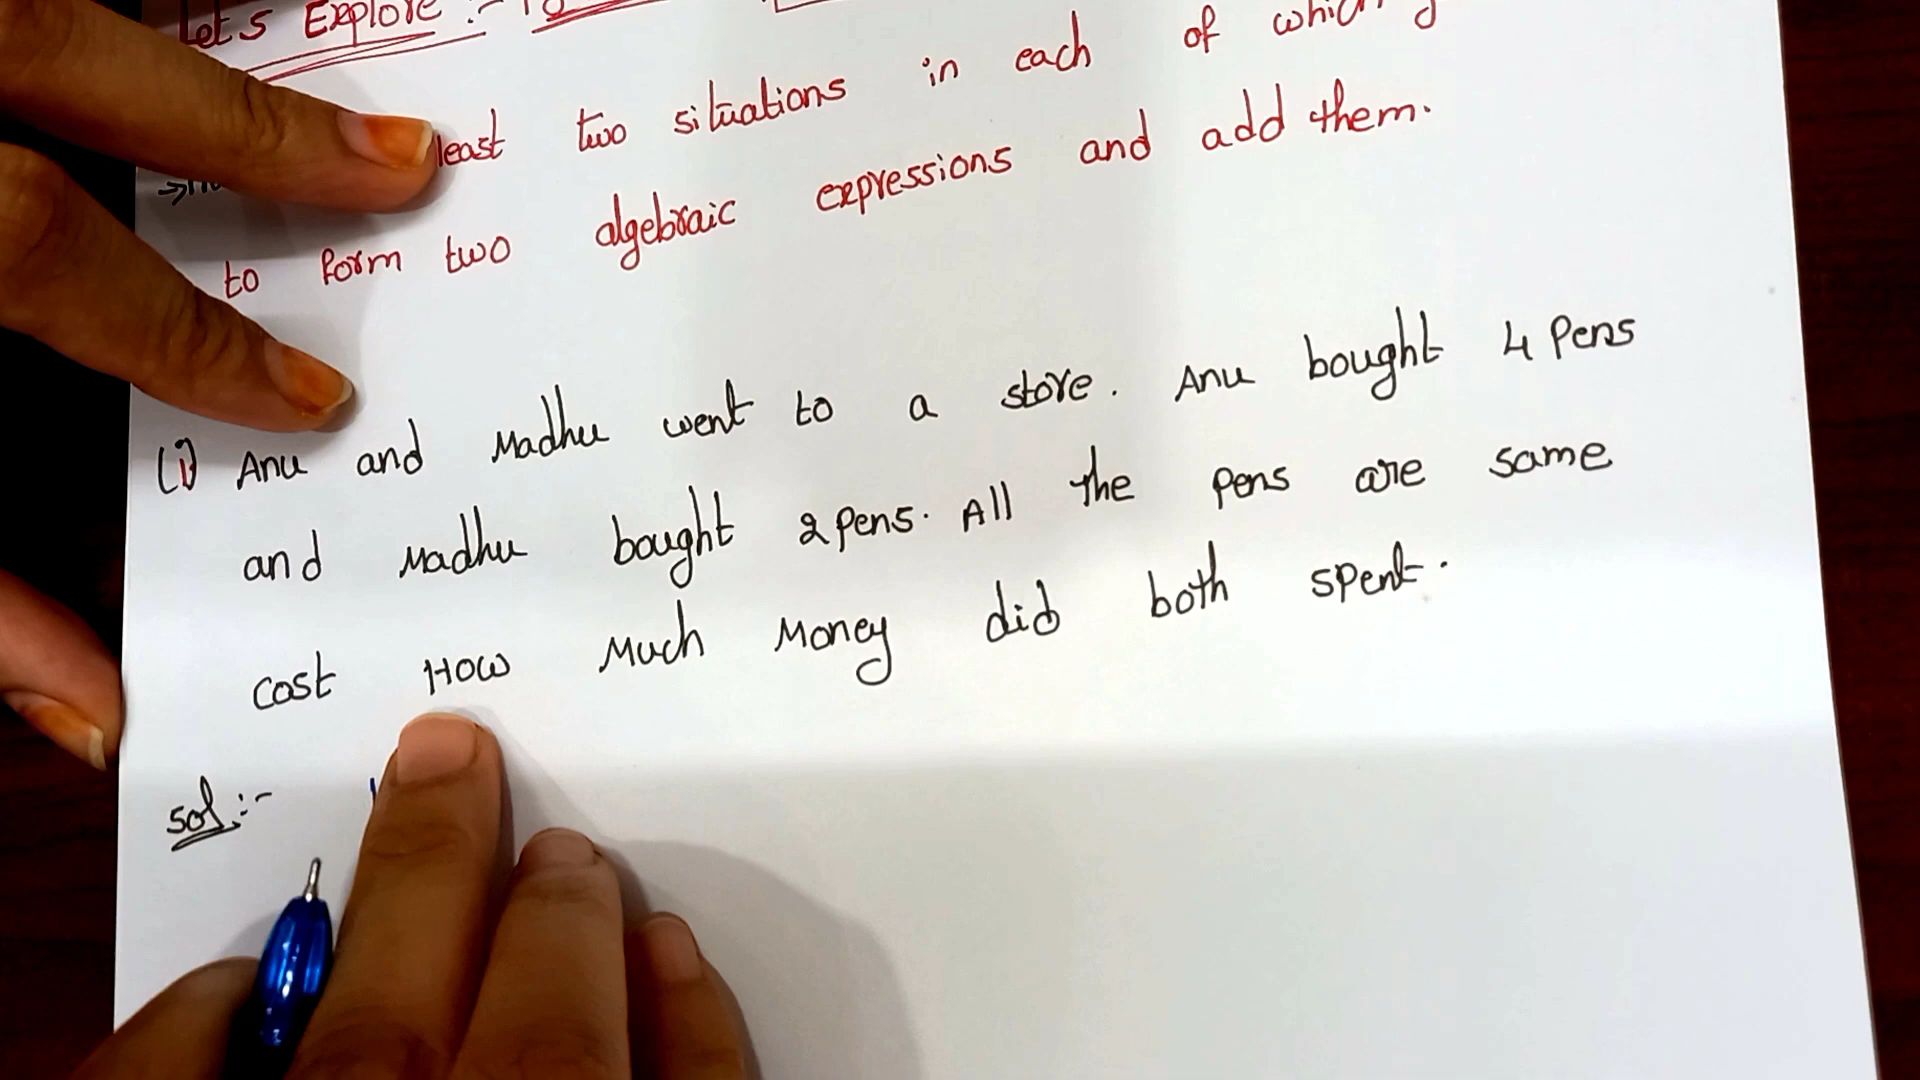 Let's Explore :-
least two situations in each of which
to form two algebraic expressions and add them.
(i) Anu and Madhu went to a store. Anu bought 4 Pens
and Madhu bought 2 pens. All the pens are same
cost How Much Money did both spent.
Sol:-